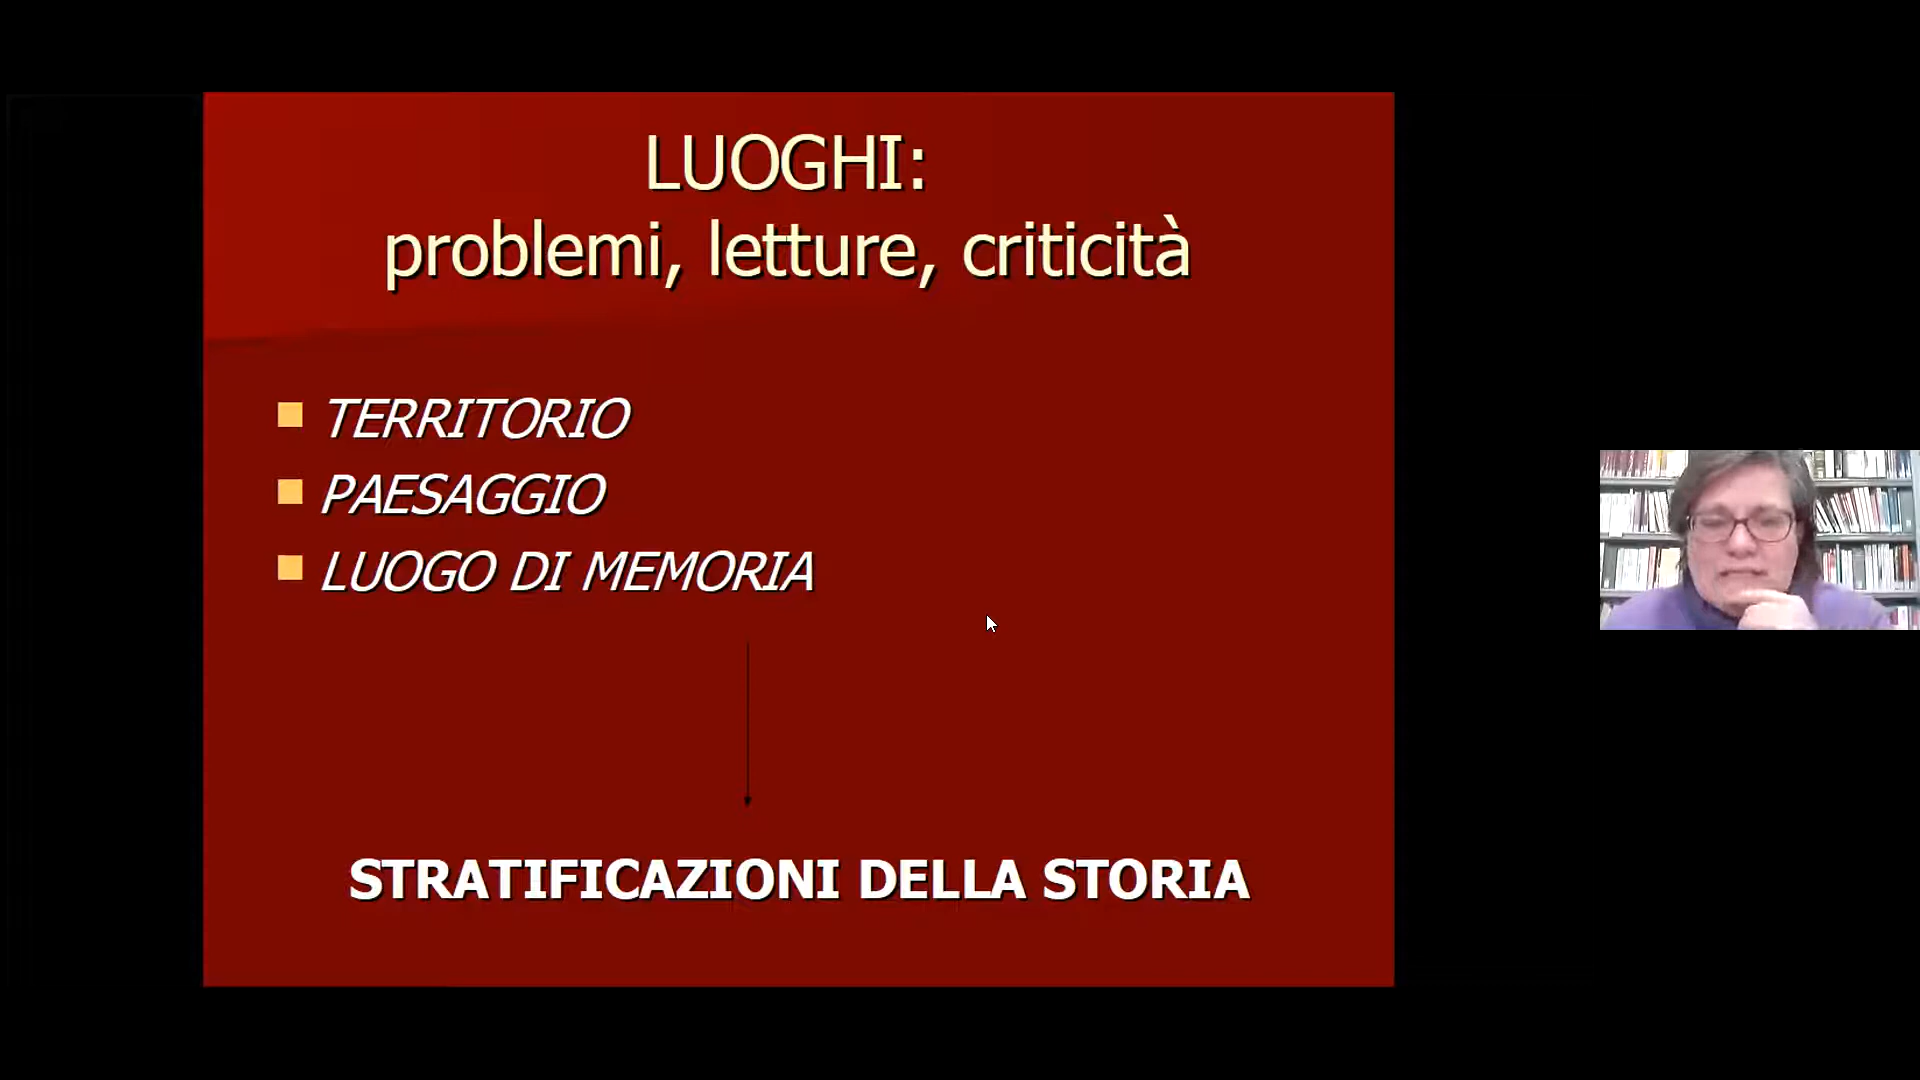 LUOGHI:
problemi, letture, criticità
TERRITORIO
PAESAGGIO
LUOGO DI MEMORIA
STRATIFICAZIONI DELLA STORIA